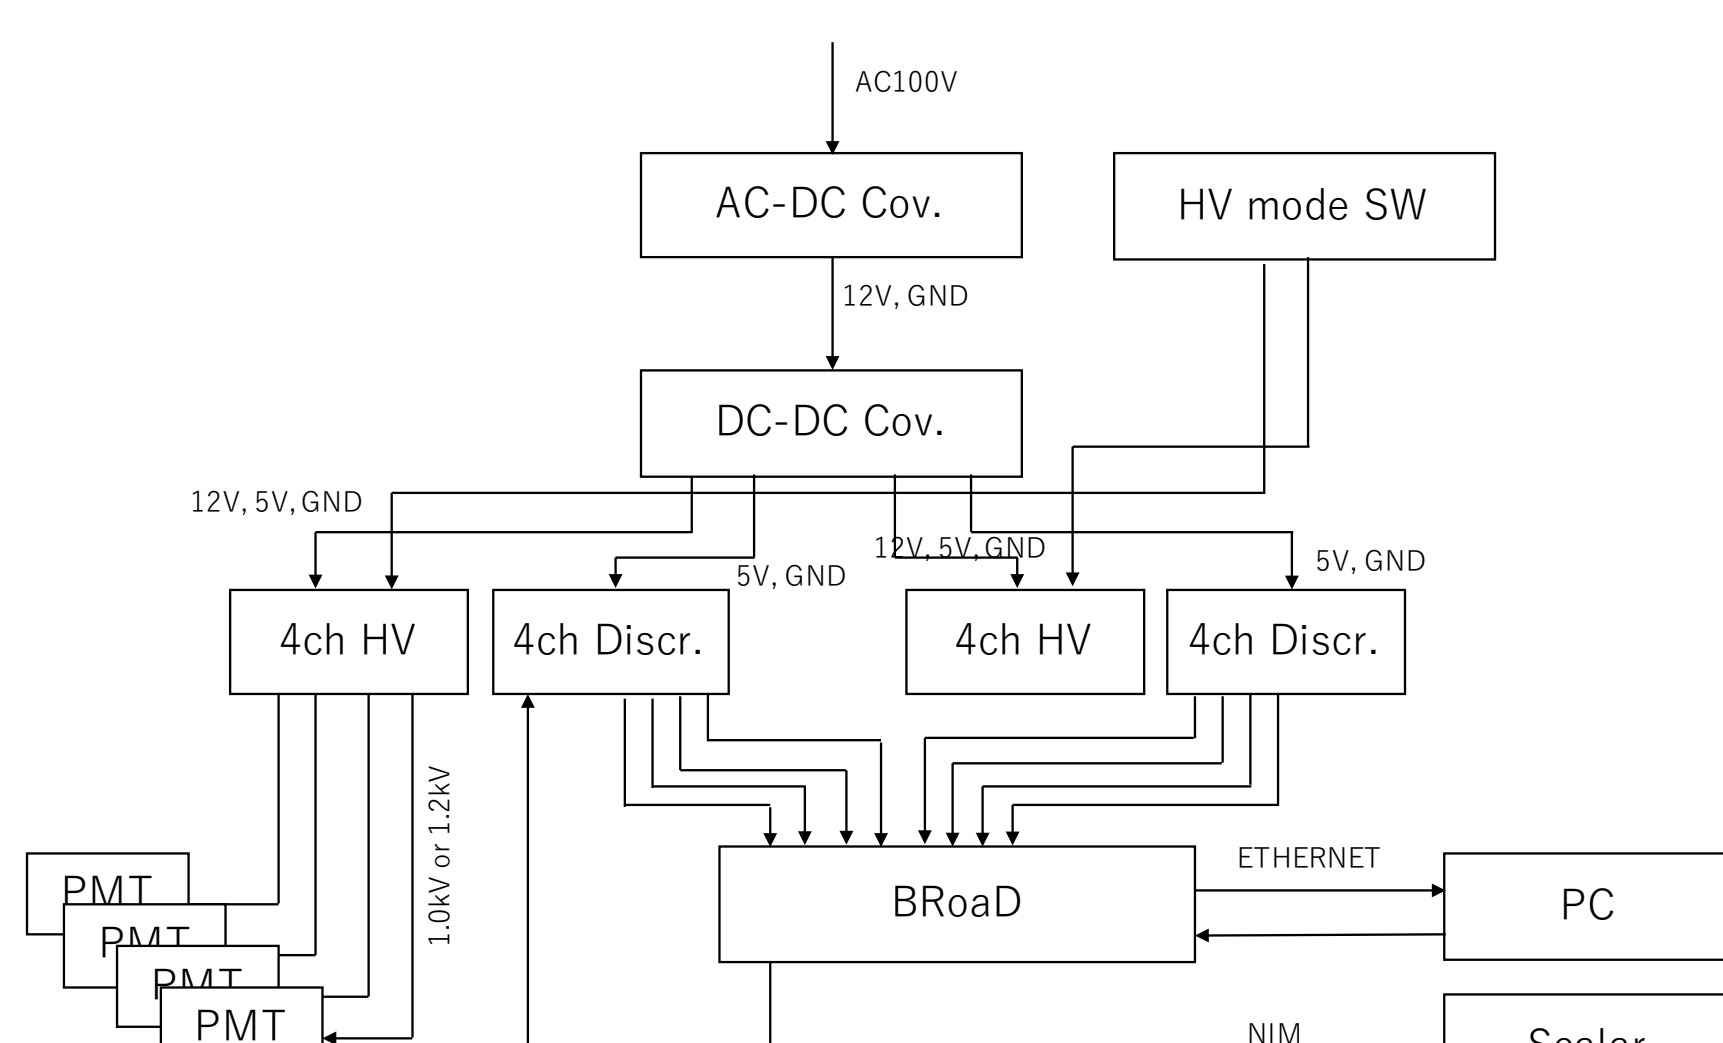 AC100V
AC-DC Cov.
HV mode SW
12V, GND
DC-DC Cov.
12V, 5V, GND
12V, 5V, GND
5V, GND
5V, GND
4ch HV
4ch Discr.
4ch HV
4ch Discr.
1.0kV or 1.2kV
ETHERNET
PMT
BRoaD
PC
PMT
PMT
PMT
NIM
Scaler